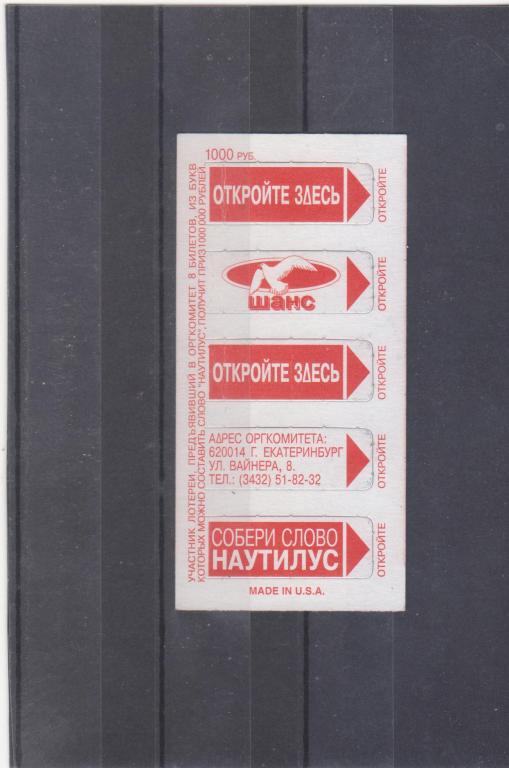 1000 РУБ.
ОТКРОЙТЕ ЗДЕСЬ
ОТКРОЙТЕ
шанс
ОТКРОЙТЕ
ОТКРОЙТЕ ЗДЕСЬ
ОТКРОЙТЕ
АДРЕС ОРГКОМИТЕТА:
620014 Г. ЕКАТЕРИНБУРГ
УЛ. ВАЙНЕРА, 8.
ТЕЛ.: (3432) 51-82-32
ОТКРОЙТЕ
СОБЕРИ СЛОВО
НАУТИЛУС
ОТКРОЙТЕ
MADE IN U.S.A.
УЧАСТНИК ЛОТЕРЕИ, ПРЕДЪЯВИВШИЙ В ОРГКОМИТЕТ 8 БИЛЕТОВ, ИЗ БУКВ
КОТОРЫХ МОЖНО СОСТАВИТЬ СЛОВО "НАУТИЛУС", ПОЛУЧИТ ПРИЗ 1000 000 РУБЛЕЙ